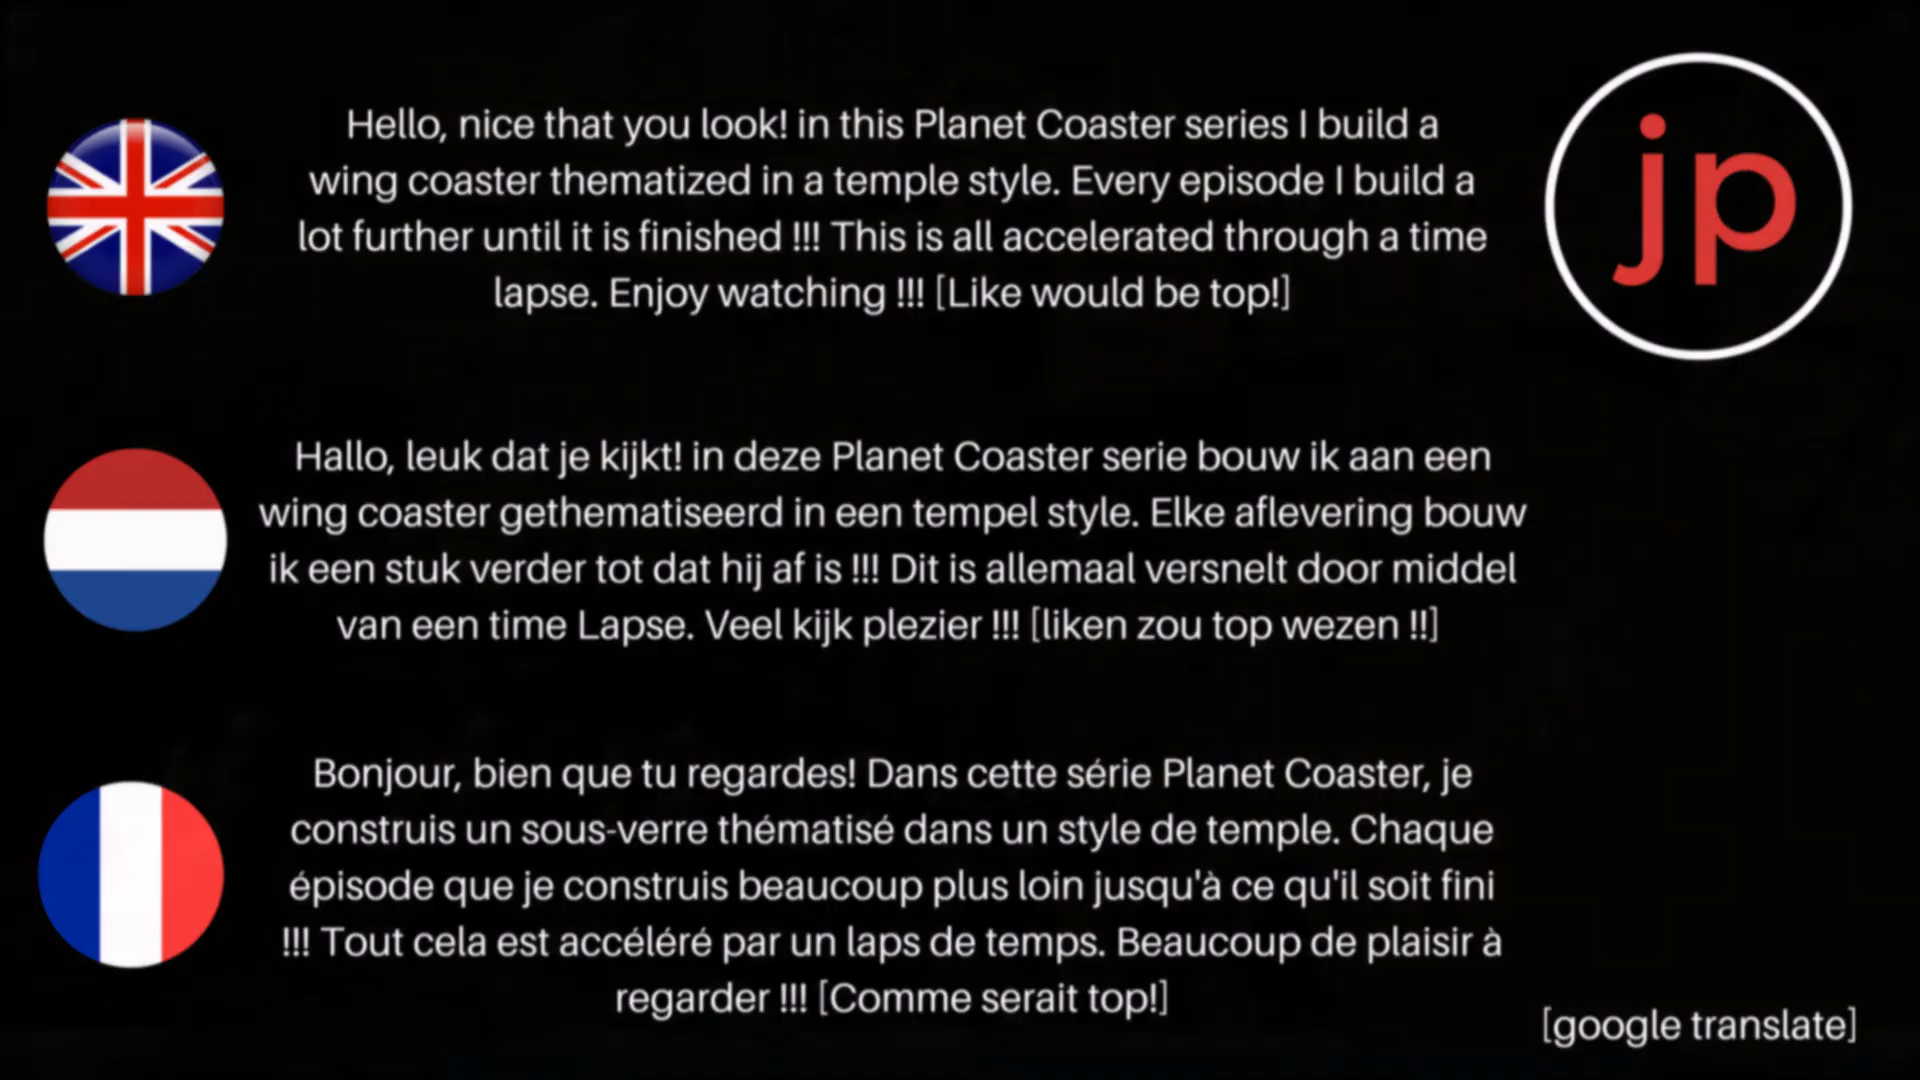 Hello, nice that you look! in this Planet Coaster series I build a
wing coaster thematized in a temple style. Every episode I build a
lot further until it is finished !!! This is all accelerated through a time
lapse. Enjoy watching !!! [Like would be top!]
jp
Hallo, leuk dat je kijkt! in deze Planet Coaster serie bouw ik aan een
wing coaster gethematiseerd in een tempel style. Elke aflevering bouw
ik een stuk verder tot dat hij af is !!! Dit is allemaal versnelt door middel
van een time Lapse. Veel kijk plezier !!! [liken zou top wezen !!]
Bonjour, bien que tu regardes! Dans cette série Planet Coaster, je
construis un sous-verre thématisé dans un style de temple. Chaque
épisode que je construis beaucoup plus loin jusqu'à ce qu'il soit fini
!!! Tout cela est accéléré par un laps de temps. Beaucoup de plaisir à
regarder !!! [Comme serait top!]
[google translate]